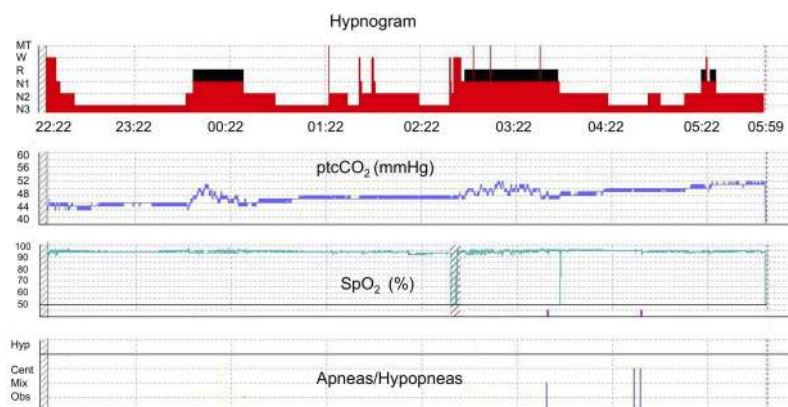 Hypnogram
MT
W
R
N1
N2
N3
22:22 23:22 00:22 01:22 02:22 03:22 04:22 05:22 05:59
60
56
52
48
44
40
ptcCO₂ (mmHg)
100
90
80
70
60
50
SpO₂ (%)
Hyp
Cent
Mix
Obs
Apneas/Hypopneas